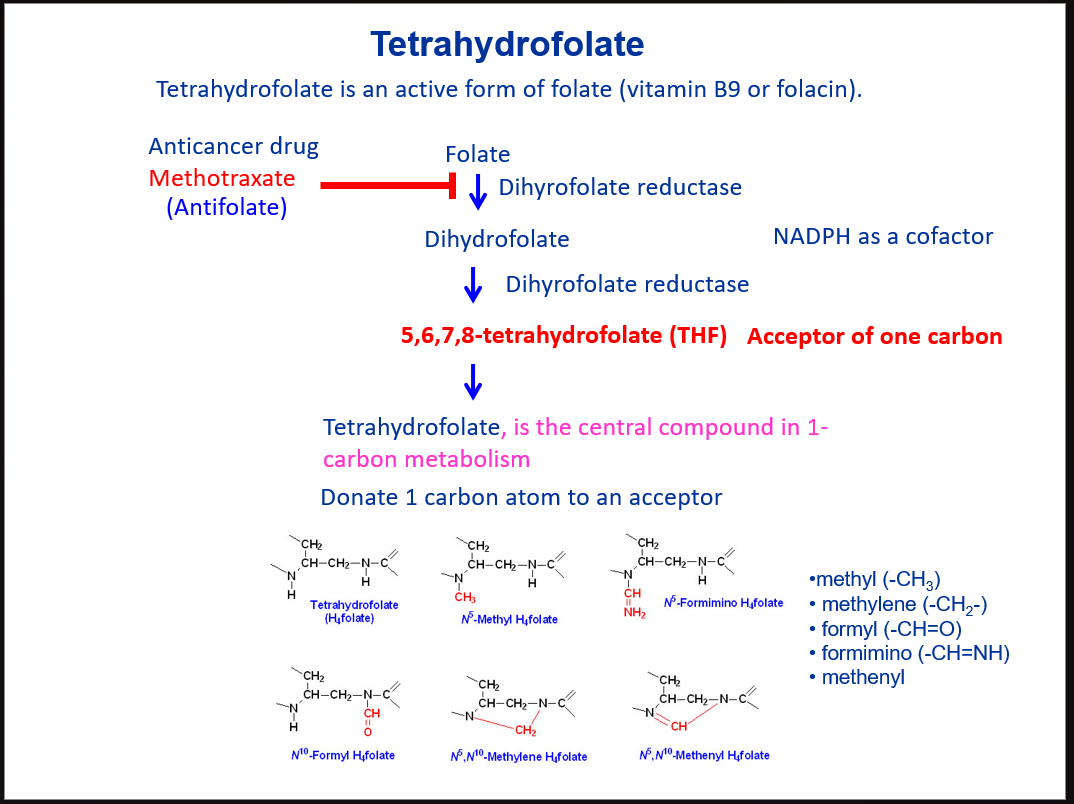 Tetrahydrofolate
Tetrahydrofolate is an active form of folate (vitamin B9 or folacin).
Anticancer drug
Methotraxate
(Antifolate)
Folate
Dihyrofolate reductase
Dihydrofolate
NADPH as a cofactor
Dihyrofolate reductase
5,6,7,8-tetrahydrofolate (THF)
Acceptor of one carbon
Tetrahydrofolate, is the central compound in 1-
carbon metabolism
Donate 1 carbon atom to an acceptor
CH₂
CH–CH₂–N–C
N
H
H
Tetrahydrofolate
(H₄folate)
CH₂
CH–CH₂–N–C
N
H
CH₃
N⁵-Methyl H₄folate
CH₂
CH–CH₂–N–C
N
H
CH
NH₂
N⁵-Formimino H₄folate
•methyl (-CH₃)
• methylene (-CH₂-)
• formyl (-CH=O)
• formimino (-CH=NH)
• methenyl
CH₂
CH–CH₂–N–C
N
CH
H
O
N¹⁰-Formyl H₄folate
CH₂
CH–CH₂–N–C
N
CH₂
N⁵,N¹⁰-Methylene H₄folate
CH₂
CH–CH₂–N–C
N
CH
N⁵,N¹⁰-Methenyl H₄folate